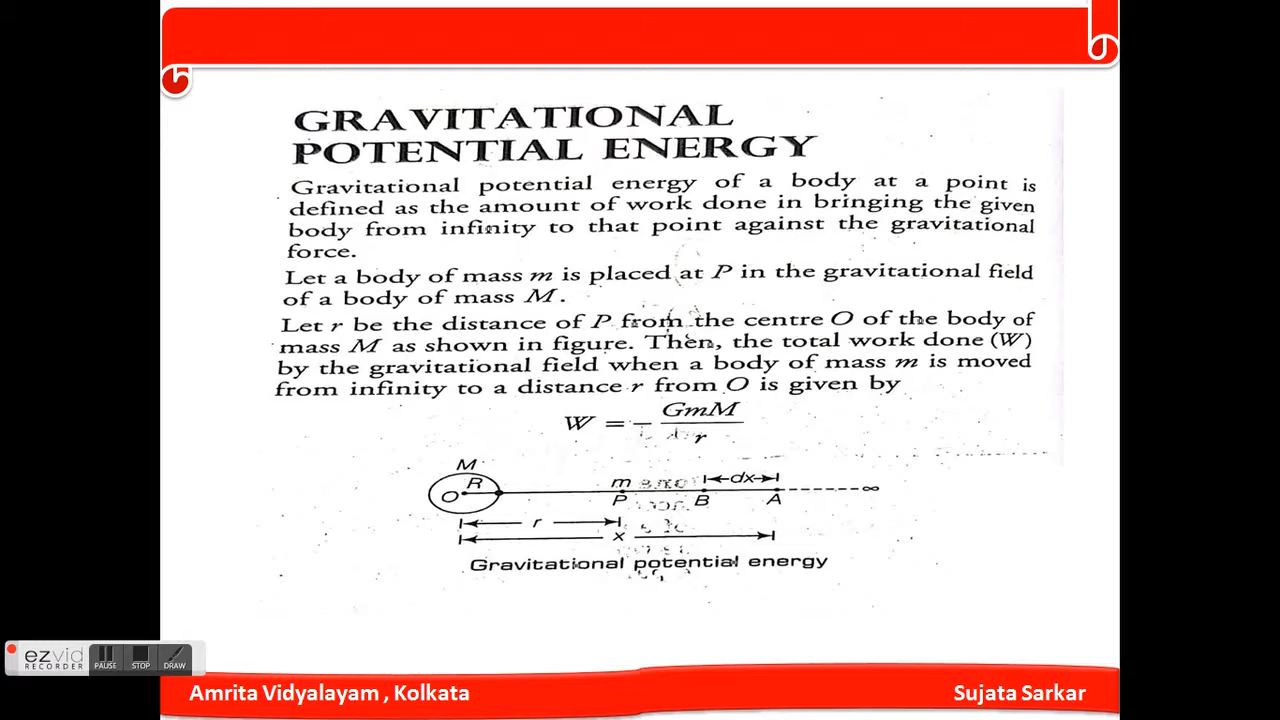 GRAVITATIONAL
POTENTIAL ENERGY
Gravitational potential energy of a body at a point is
defined as the amount of work done in bringing the given
body from infinity to that point against the gravitational
force.
Let a body of mass m is placed at P in the gravitational field
of a body of mass M.
Let r be the distance of P from the centre O of the body of
mass M as shown in figure. Then, the total work done (W)
by the gravitational field when a body of mass m is moved
from infinity to a distance r from O is given by
W = - GmM
r
M
R
O
m
P
B
dx
A
∞
r
x
Gravitational potential energy
ezvid
RECORDER
PAUSE STOP DRAW
Amrita Vidyalayam , Kolkata
Sujata Sarkar